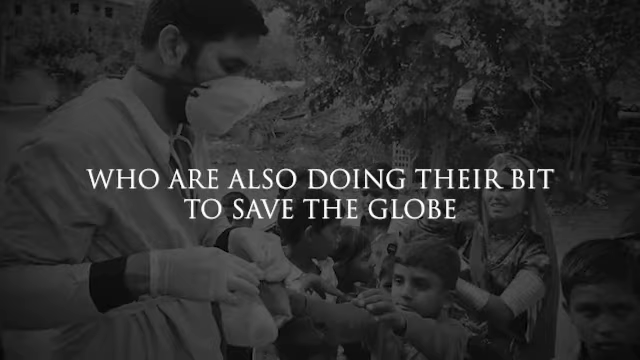 WHO ARE ALSO DOING THEIR BIT
TO SAVE THE GLOBE